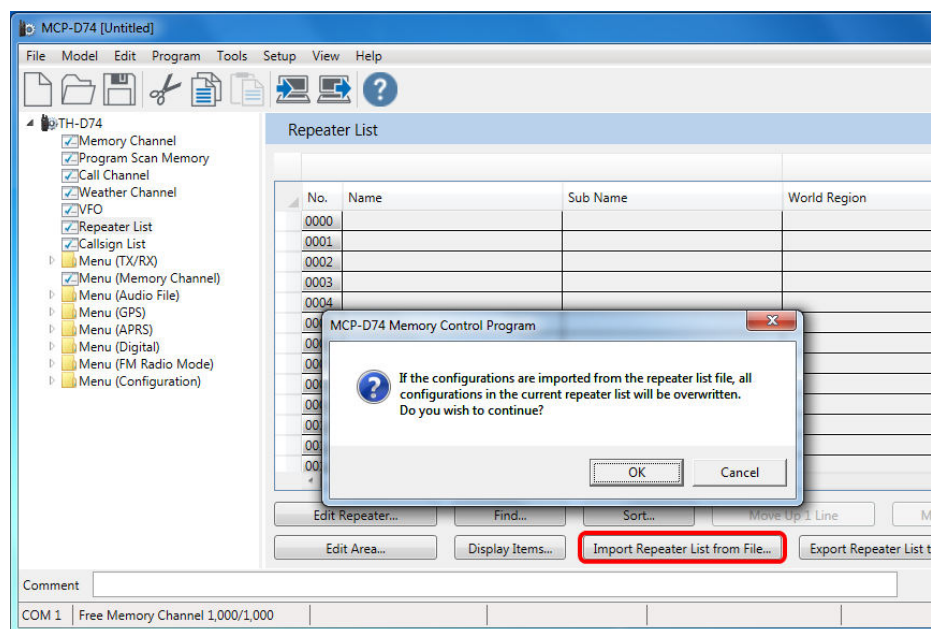 MCP-D74 [Untitled]
File Model Edit Program Tools Setup View Help
TH-D74
Memory Channel
Program Scan Memory
Call Channel
Weather Channel
VFO
Repeater List
Callsign List
Menu (TX/RX)
Menu (Memory Channel)
Menu (Audio File)
Menu (GPS)
Menu (APRS)
Menu (Digital)
Menu (FM Radio Mode)
Menu (Configuration)
Repeater List
No. Name Sub Name World Region
0000
0001
0002
0003
0004
MCP-D74 Memory Control Program
If the configurations are imported from the repeater list file, all
configurations in the current repeater list will be overwritten.
Do you wish to continue?
OK Cancel
Edit Repeater... Find... Sort... Move Up 1 Line M
Edit Area... Display Items... Import Repeater List from File... Export Repeater List t
Comment
COM 1 Free Memory Channel 1,000/1,000